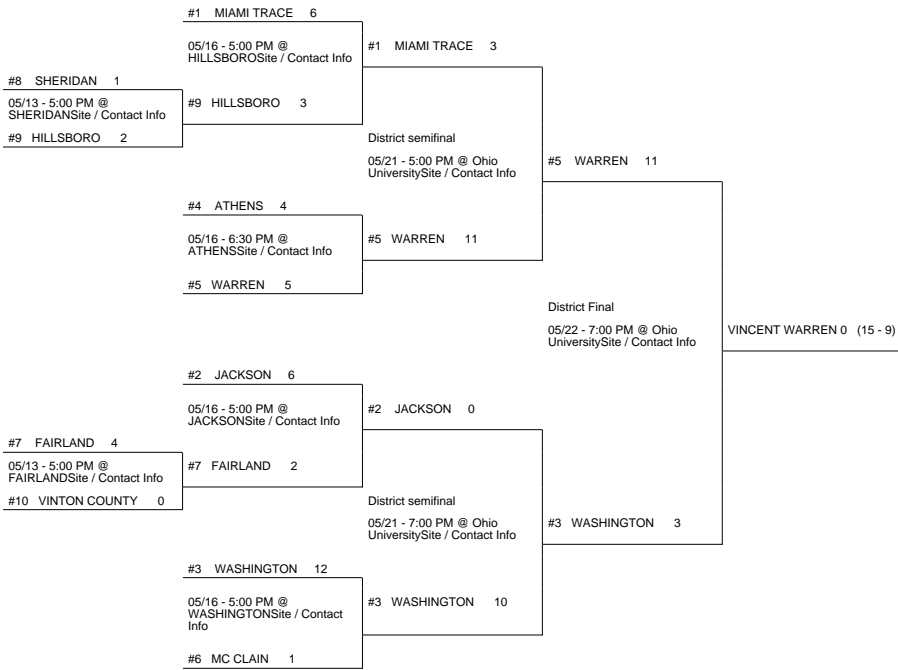 #1 MIAMI TRACE 6
05/16 - 5:00 PM @
HILLSBOROSite / Contact Info
#1 MIAMI TRACE 3
#8 SHERIDAN 1
05/13 - 5:00 PM @
SHERIDANSite / Contact Info
#9 HILLSBORO 3
#9 HILLSBORO 2
District semifinal
05/21 - 5:00 PM @ Ohio
UniversitySite / Contact Info
#5 WARREN 11
#4 ATHENS 4
05/16 - 6:30 PM @
ATHENSSite / Contact Info
#5 WARREN 11
#5 WARREN 5
District Final
05/22 - 7:00 PM @ Ohio
UniversitySite / Contact Info
VINCENT WARREN 0 (15 - 9)
#2 JACKSON 6
05/16 - 5:00 PM @
JACKSONSite / Contact Info
#2 JACKSON 0
#7 FAIRLAND 4
05/13 - 5:00 PM @
FAIRLANDSite / Contact Info
#7 FAIRLAND 2
#10 VINTON COUNTY 0
District semifinal
05/21 - 7:00 PM @ Ohio
UniversitySite / Contact Info
#3 WASHINGTON 3
#3 WASHINGTON 12
05/16 - 5:00 PM @
WASHINGTONSite / Contact
Info
#3 WASHINGTON 10
#6 MC CLAIN 1